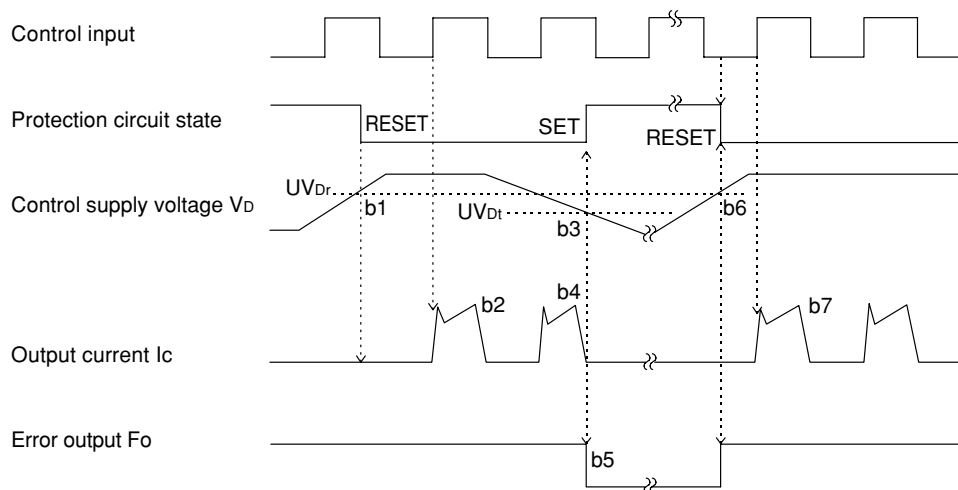 Control input
Protection circuit state
RESET
SET
RESET
Control supply voltage VD
UVDr
b1
UVDt
b3
b6
b2
b4
b7
Output current Ic
Error output Fo
b5